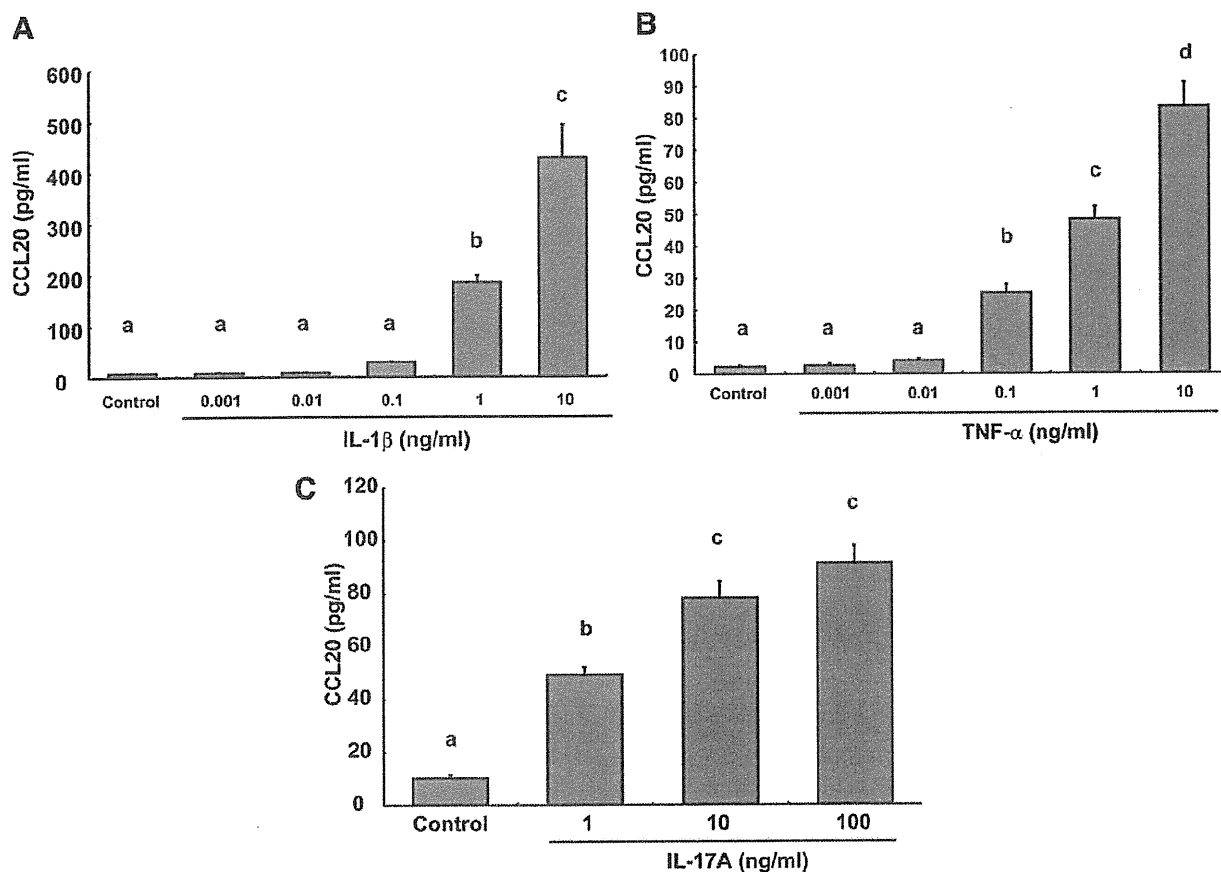 A
CCL20 (pg/ml)
600
500
400
300
200
100
0
a a a a b c
Control 0.001 0.01 0.1 1 10
IL-1β (ng/ml)
B
CCL20 (pg/ml)
100
90
80
70
60
50
40
30
20
10
0
a a a b c d
Control 0.001 0.01 0.1 1 10
TNF-α (ng/ml)
C
CCL20 (pg/ml)
120
100
80
60
40
20
0
a b c c
Control 1 10 100
IL-17A (ng/ml)